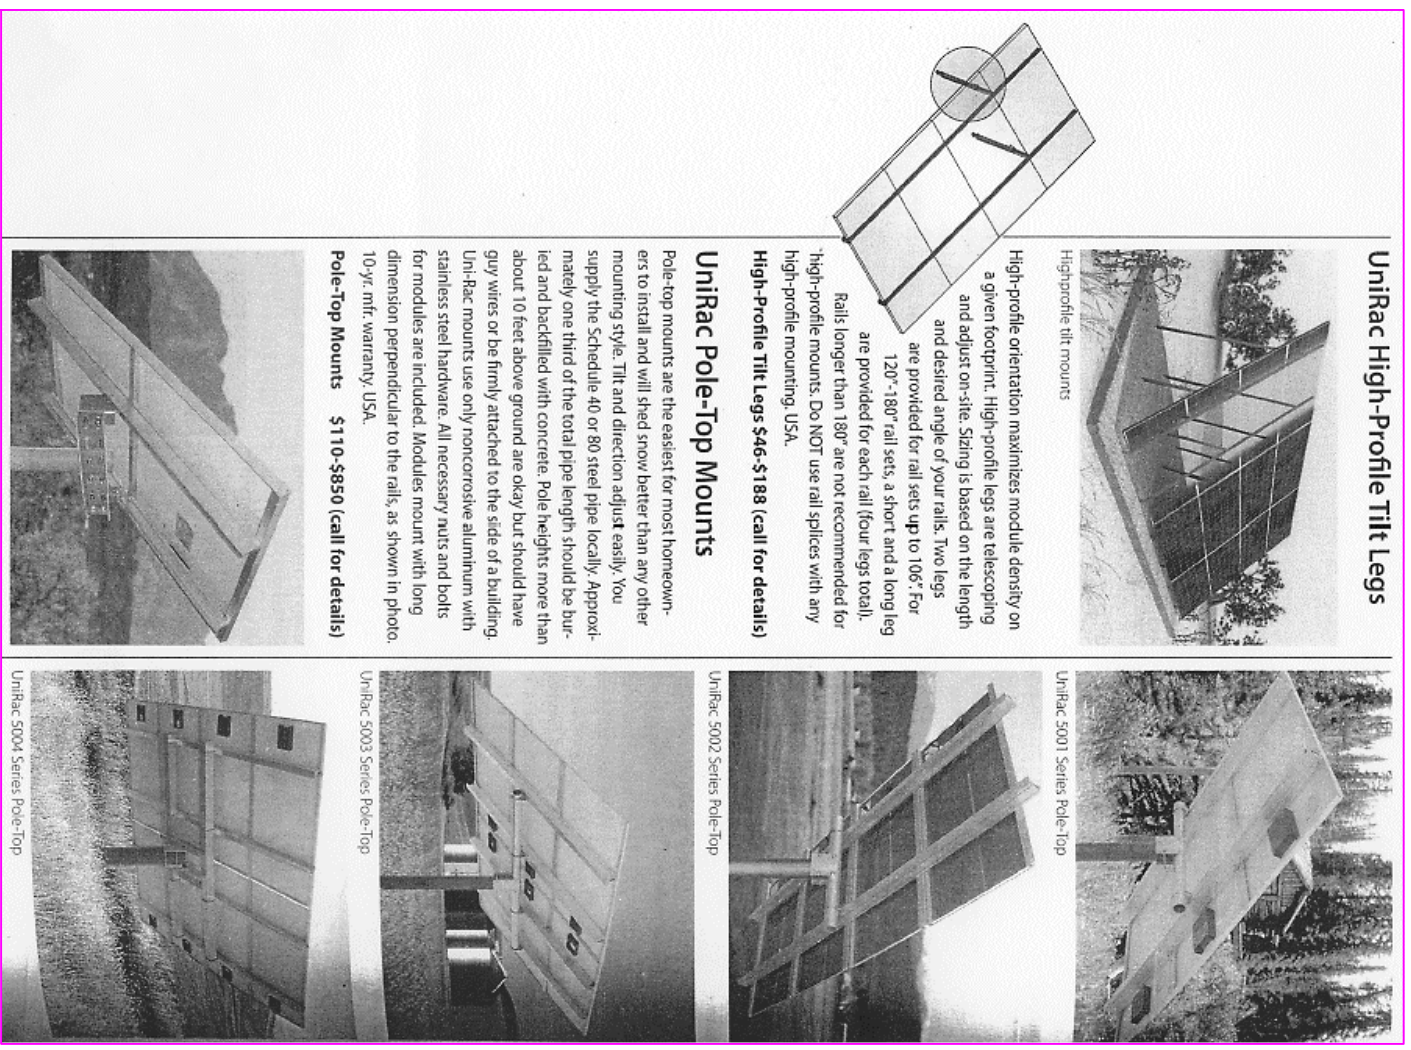 UniRac High-Profile Tilt Legs
High profile tilt mounts
High-profile orientation maximizes module density on
a given footprint. High-profile legs are telescoping
and adjust on-site. Sizing is based on the length
and desired angle of your rails. Two legs
are provided for rail sets up to 106". For
120"-180" rail sets, a short and a long leg
are provided for each rail (four legs total).
Rails longer than 180" are not recommended for
high-profile mounts. Do NOT use rail splices with any
high-profile mounting. USA.
High-Profile Tilt Legs $46-$188 (call for details)
UniRac Pole-Top Mounts
Pole-top mounts are the easiest for most homeown-
ers to install and will shed snow better than any other
mounting style. Tilt and direction adjust easily. You
supply the Schedule 40 or 80 steel pipe locally. Approxi-
mately one third of the total pipe length should be bur-
ied and backfilled with concrete. Pole heights more than
about 10 feet above ground are okay but should have
guy wires or be firmly attached to the side of a building.
Uni-Rac mounts use only noncorrosive aluminum with
stainless steel hardware. All necessary nuts and bolts
for modules are included. Modules mount with long
dimension perpendicular to the rails, as shown in photo.
10-yr. mfr. warranty. USA.
Pole-Top Mounts $110-$850 (call for details)
UniRac 5001 Series Pole-Top
UniRac 5002 Series Pole-Top
UniRac 5003 Series Pole-Top
UniRac 5004 Series Pole-Top